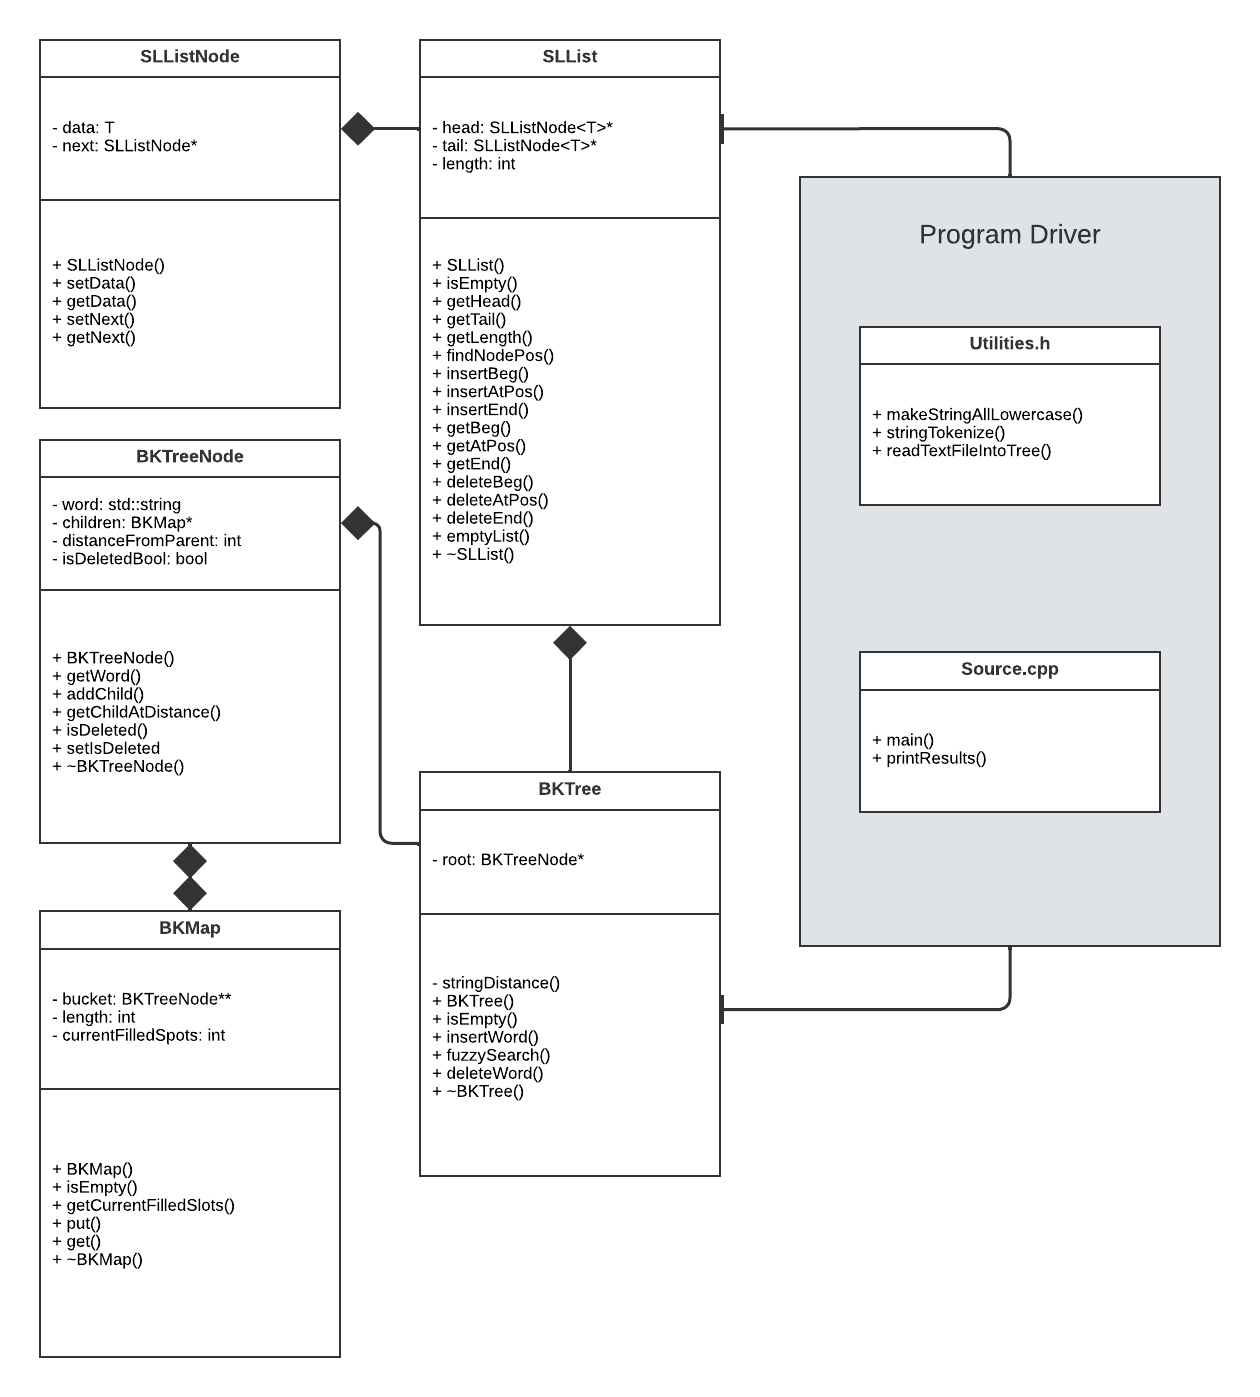 SLListNode
- data: T
- next: SLListNode*
+ SLListNode()
+ setData()
+ getData()
+ setNext()
+ getNext()
SLList
- head: SLListNode<T>*
- tail: SLListNode<T>*
- length: int
+ SLList()
+ isEmpty()
+ getHead()
+ getTail()
+ getLength()
+ findNodePos()
+ insertBeg()
+ insertAtPos()
+ insertEnd()
+ getBeg()
+ getAtPos()
+ getEnd()
+ deleteBeg()
+ deleteAtPos()
+ deleteEnd()
+ emptyList()
+ ~SLList()
Program Driver
Utilities.h
+ makeStringAllLowercase()
+ stringTokenize()
+ readTextFileIntoTree()
Source.cpp
+ main()
+ printResults()
BKTreeNode
- word: std::string
- children: BKMap*
- distanceFromParent: int
- isDeletedBool: bool
+ BKTreeNode()
+ getWord()
+ addChild()
+ getChildAtDistance()
+ isDeleted()
+ setIsDeleted
+ ~BKTreeNode()
BKTree
- root: BKTreeNode*
- stringDistance()
+ BKTree()
+ isEmpty()
+ insertWord()
+ fuzzySearch()
+ deleteWord()
+ ~BKTree()
BKMap
- bucket: BKTreeNode**
- length: int
- currentFilledSpots: int
+ BKMap()
+ isEmpty()
+ getCurrentFilledSlots()
+ put()
+ get()
+ ~BKMap()